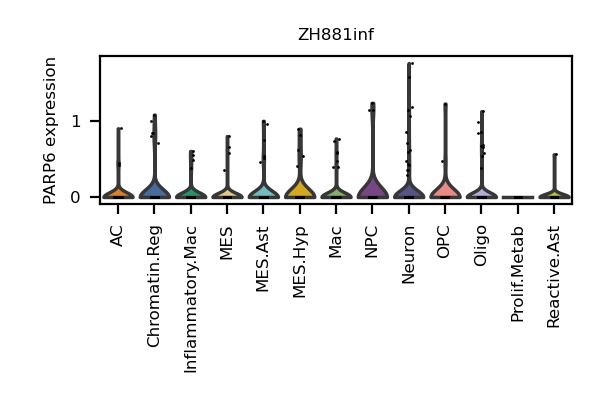 ZH881inf
PARP6 expression
1
0
AC
Chromatin.Reg
Inflammatory.Mac
MES
MES.Ast
MES.Hyp
Mac
NPC
Neuron
OPC
Oligo
Prolif.Metab
Reactive.Ast